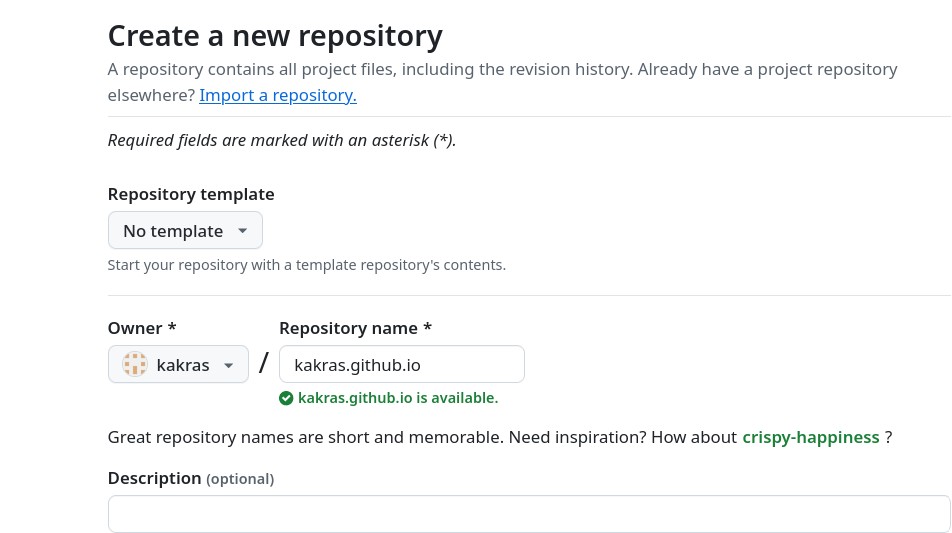 Create a new repository
A repository contains all project files, including the revision history. Already have a project repository
elsewhere? Import a repository.
Required fields are marked with an asterisk (*).
Repository template
No template
Start your repository with a template repository's contents.
Owner * Repository name *
kakras / kakras.github.io
kakras.github.io is available.
Great repository names are short and memorable. Need inspiration? How about crispy-happiness ?
Description (optional)